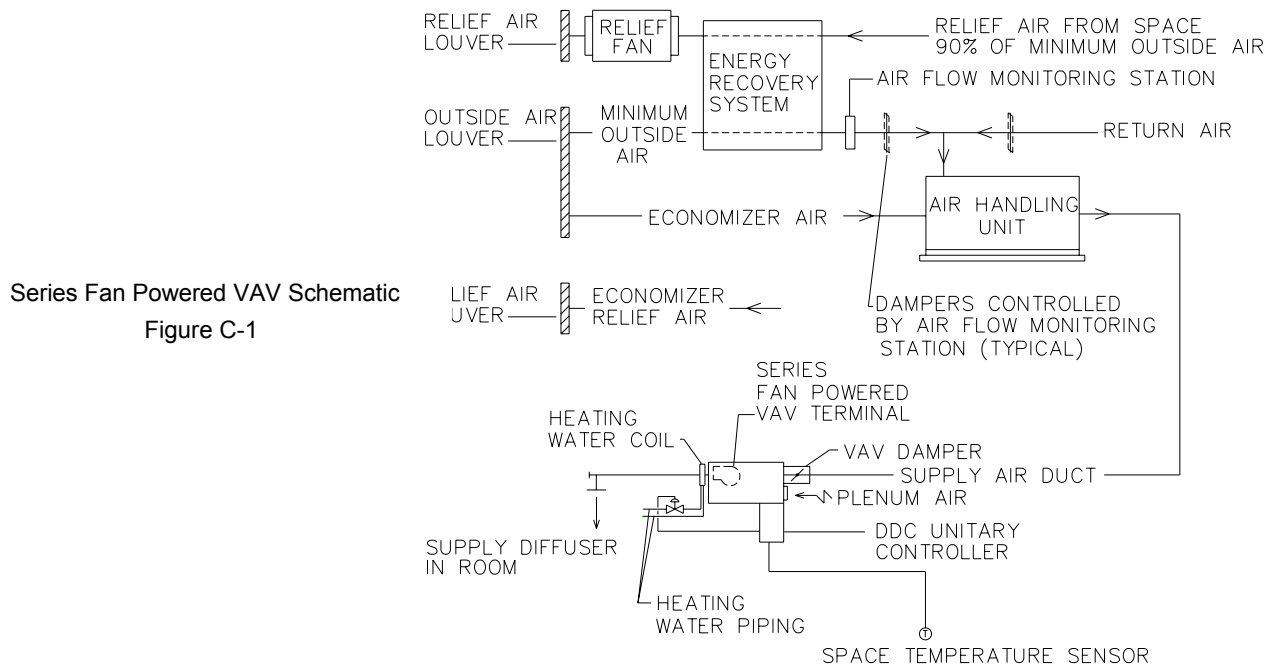 RELIEF AIR
LOUVER
RELIEF
FAN
RELIEF AIR FROM SPACE
90% OF MINIMUM OUTSIDE AIR
ENERGY
RECOVERY
SYSTEM
AIR FLOW MONITORING STATION
OUTSIDE AIR
LOUVER
MINIMUM
OUTSIDE
AIR
RETURN AIR
ECONOMIZER AIR
AIR HANDLING
UNIT
Series Fan Powered VAV Schematic
Figure C-1
LIEF AIR
UVER
ECONOMIZER
RELIEF AIR
DAMPERS CONTROLLED
BY AIR FLOW MONITORING
STATION (TYPICAL)
SERIES
FAN POWERED
VAV TERMINAL
HEATING
WATER COIL
VAV DAMPER
SUPPLY AIR DUCT
PLENUM AIR
DDC UNITARY
CONTROLLER
SUPPLY DIFFUSER
IN ROOM
HEATING
WATER PIPING
T
SPACE TEMPERATURE SENSOR